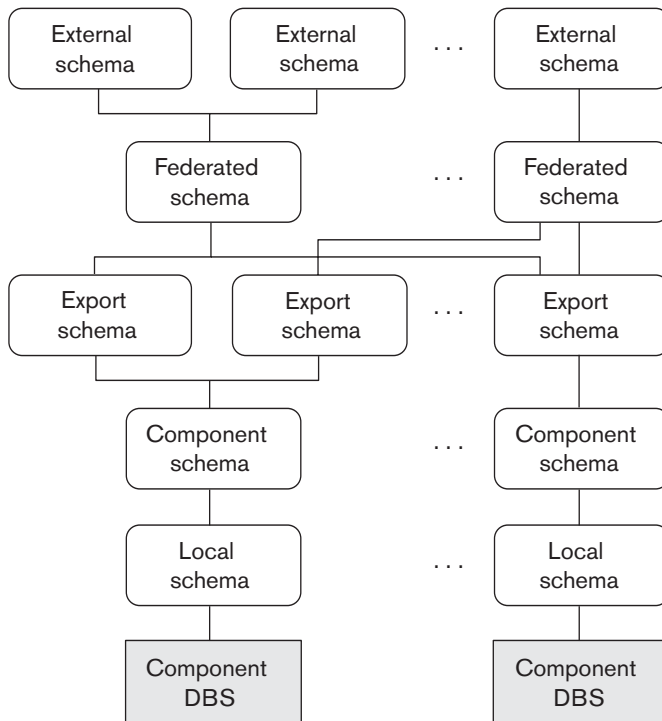 External
schema
External
schema
. . .
External
schema
Federated
schema
. . .
Federated
schema
Export
schema
Export
schema
. . .
Export
schema
Component
schema
. . .
Component
schema
Local
schema
. . .
Local
schema
Component
DBS
Component
DBS